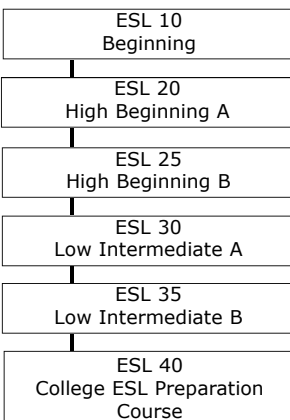 ESL 10
Beginning
ESL 20
High Beginning A
ESL 25
High Beginning B
ESL 30
Low Intermediate A
ESL 35
Low Intermediate B
ESL 40
College ESL Preparation
Course